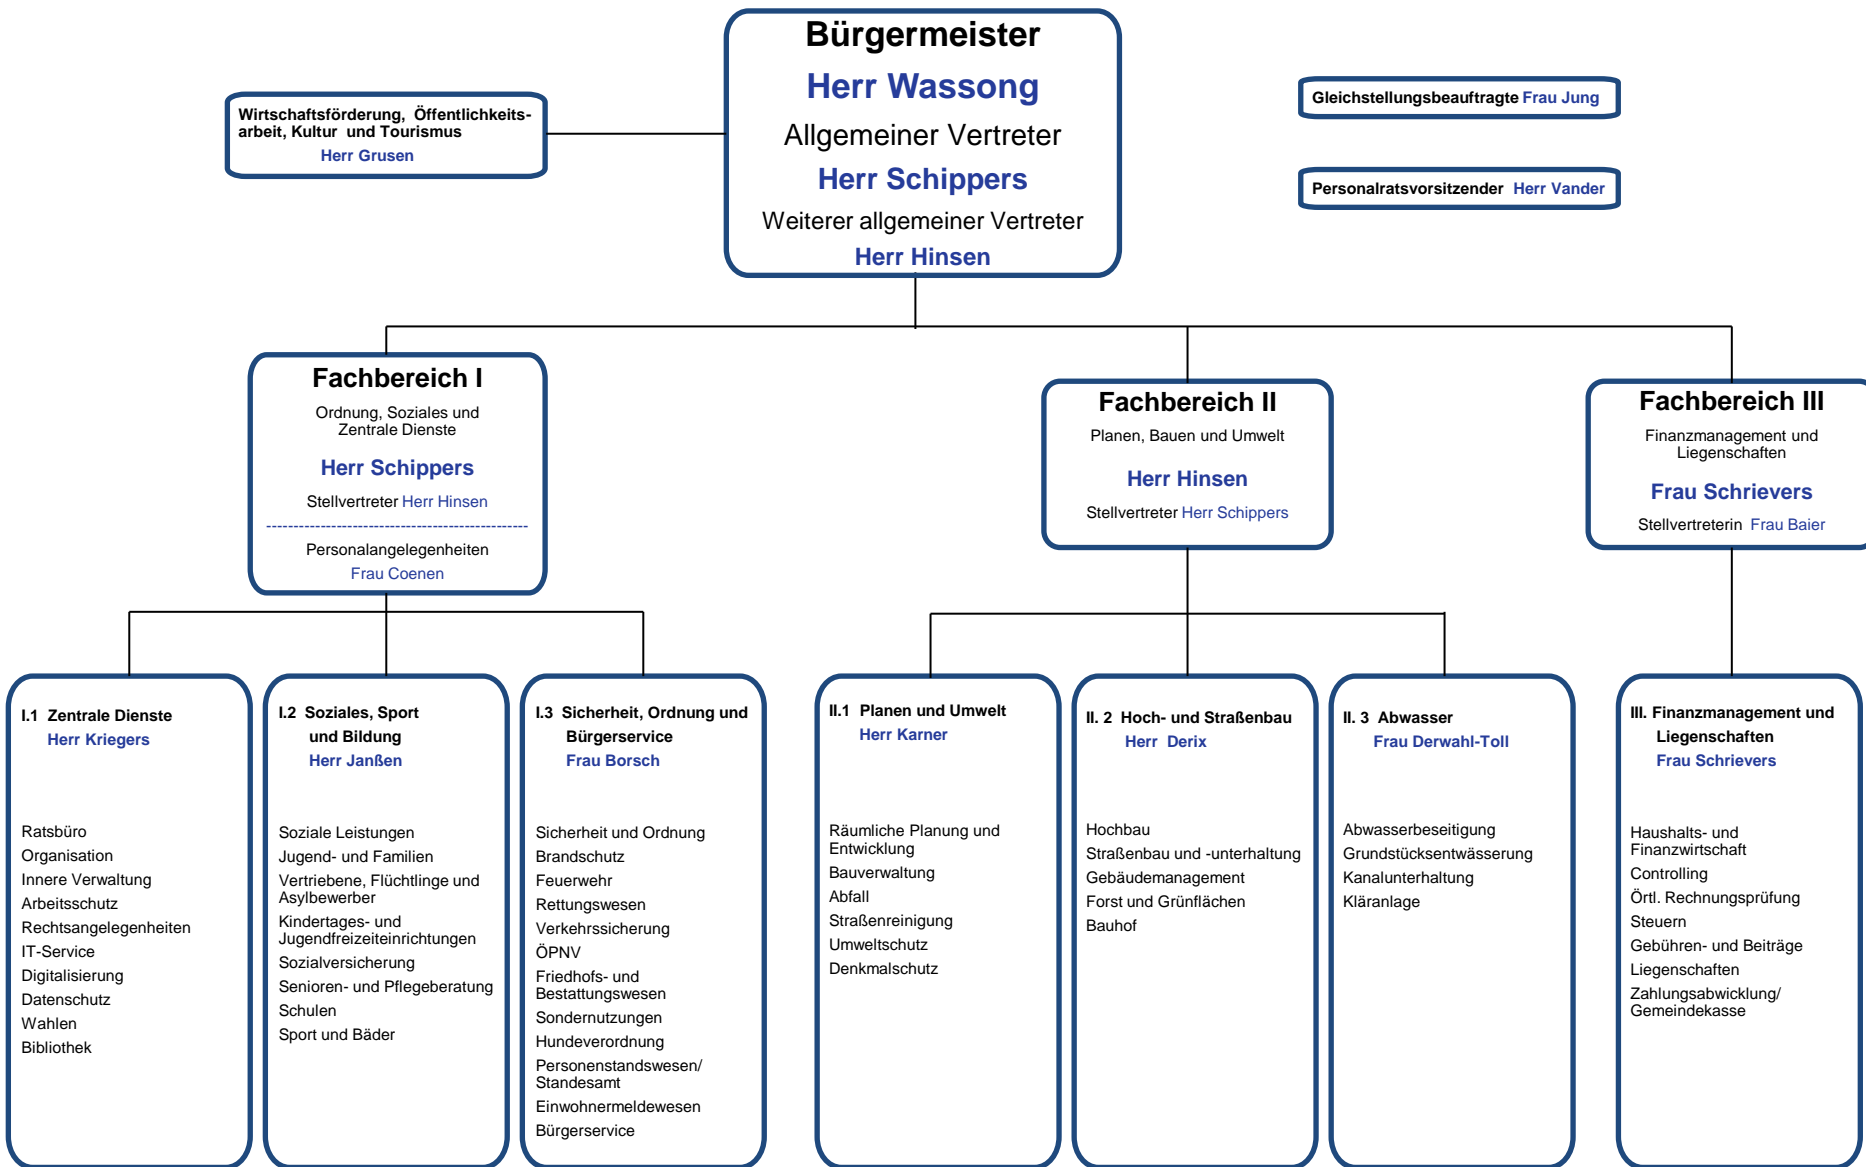 Bürgermeister
Herr Wassong
Allgemeiner Vertreter
Herr Schippers
Weiterer allgemeiner Vertreter
Herr Hinsen
Wirtschaftsförderung, Öffentlichkeits-
arbeit, Kultur und Tourismus
Herr Grusen
Gleichstellungsbeauftragte Frau Jung
Personalratsvorsitzender Herr Vander
Fachbereich I
Ordnung, Soziales und
Zentrale Dienste
Herr Schippers
Stellvertreter Herr Hinsen
------------------------------------------------
Personalangelegenheiten
Frau Coenen
Fachbereich II
Planen, Bauen und Umwelt
Herr Hinsen
Stellvertreter Herr Schippers
Fachbereich III
Finanzmanagement und
Liegenschaften
Frau Schrievers
Stellvertreterin Frau Baier
I.1 Zentrale Dienste
Herr Kriegers
Ratsbüro
Organisation
Innere Verwaltung
Arbeitsschutz
Rechtsangelegenheiten
IT-Service
Digitalisierung
Datenschutz
Wahlen
Bibliothek
I.2 Soziales, Sport
und Bildung
Herr Janßen
Soziale Leistungen
Jugend- und Familien
Vertriebene, Flüchtlinge und
Asylbewerber
Kindertages- und
Jugendfreizeiteinrichtungen
Sozialversicherung
Senioren- und Pflegeberatung
Schulen
Sport und Bäder
I.3 Sicherheit, Ordnung und
Bürgerservice
Frau Borsch
Sicherheit und Ordnung
Brandschutz
Feuerwehr
Rettungswesen
Verkehrssicherung
ÖPNV
Friedhofs- und
Bestattungswesen
Sondernutzungen
Hundeverordnung
Personenstandswesen/
Standesamt
Einwohnermeldewesen
Bürgerservice
II.1 Planen und Umwelt
Herr Karner
Räumliche Planung und
Entwicklung
Bauverwaltung
Abfall
Straßenreinigung
Umweltschutz
Denkmalschutz
II. 2 Hoch- und Straßenbau
Herr Derix
Hochbau
Straßenbau und -unterhaltung
Gebäudemanagement
Forst und Grünflächen
Bauhof
II. 3 Abwasser
Frau Derwahl-Toll
Abwasserbeseitigung
Grundstücksentwässerung
Kanalunterhaltung
Kläranlage
III. Finanzmanagement und
Liegenschaften
Frau Schrievers
Haushalts- und
Finanzwirtschaft
Controlling
Örtl. Rechnungsprüfung
Steuern
Gebühren- und Beiträge
Liegenschaften
Zahlungsabwicklung/
Gemeindekasse